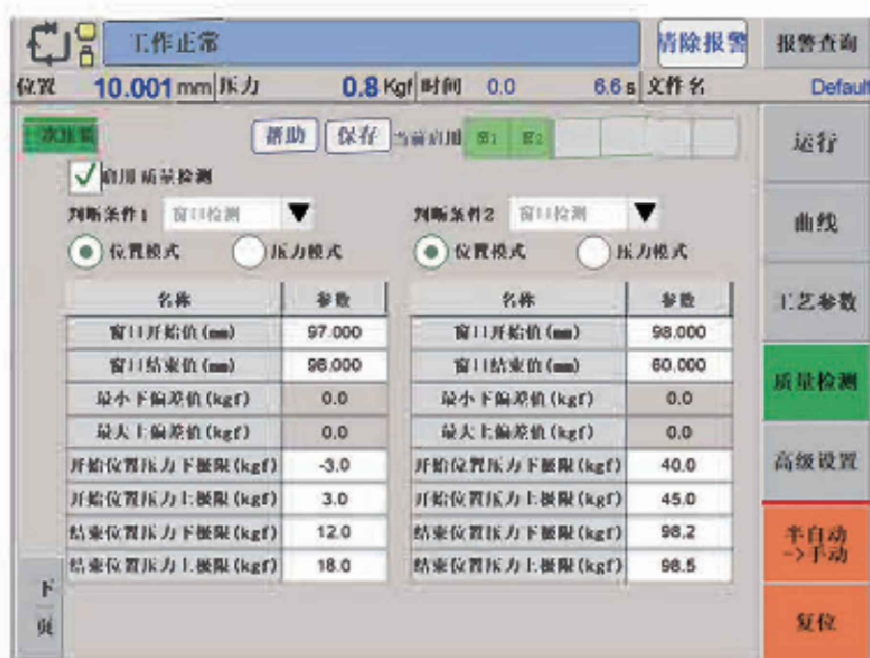 工作正常 清除报警 报警查询
位置 10.001 mm 压力 0.8 Kgf 时间 0.0 6.6 s 文件名 Default
帮助 保存 当前启用 窗1 窗2 运行
启用质量检测
判断条件1 窗口检测 判断条件2 窗口检测 曲线
位置模式 压力模式 位置模式 压力模式
名称 参数 名称 参数 工艺参数
窗口开始值(mm) 97.000 窗口开始值(mm) 98.000
窗口结束值(mm) 98.000 窗口结束值(mm) 60.000
最小下偏差值(kgf) 0.0 最小下偏差值(kgf) 0.0 质量检测
最大上偏差值(kgf) 0.0 最大上偏差值(kgf) 0.0
开始位置压力下极限(kgf) -3.0 开始位置压力下极限(kgf) 40.0 高级设置
开始位置压力上极限(kgf) 3.0 开始位置压力上极限(kgf) 45.0
结束位置压力下极限(kgf) 12.0 结束位置压力下极限(kgf) 98.2 半自动
->手动
结束位置压力上极限(kgf) 18.0 结束位置压力上极限(kgf) 98.5
下一页 复位